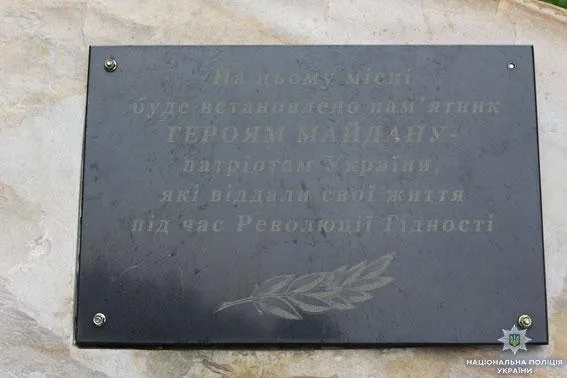 На цьому місці
буде встановлено пам'ятник
ГЕРОЯМ МАЙДАНУ-
патріотам України,
які віддали свої життя
під час Революції Гідності
НАЦІОНАЛЬНА ПОЛІЦІЯ
УКРАЇНИ